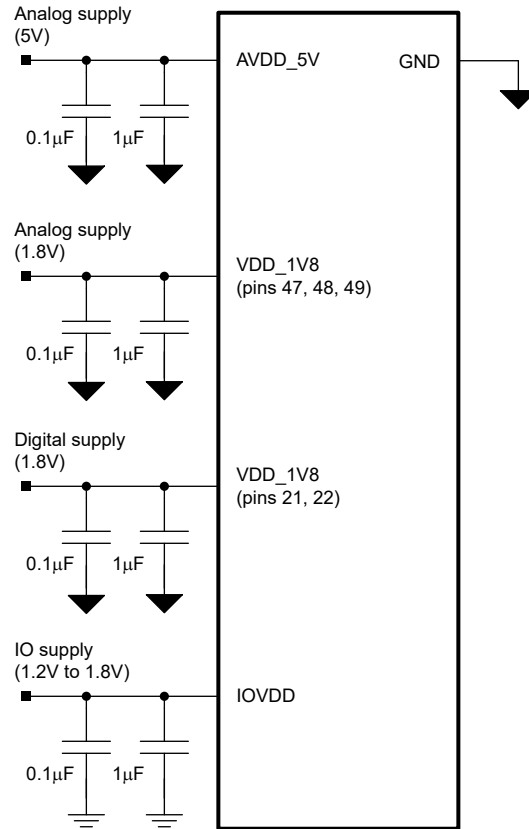 Analog supply
(5V)
AVDD_5V
GND
0.1μF
1μF
Analog supply
(1.8V)
VDD_1V8
(pins 47, 48, 49)
0.1μF
1μF
Digital supply
(1.8V)
VDD_1V8
(pins 21, 22)
0.1μF
1μF
IO supply
(1.2V to 1.8V)
IOVDD
0.1μF
1μF